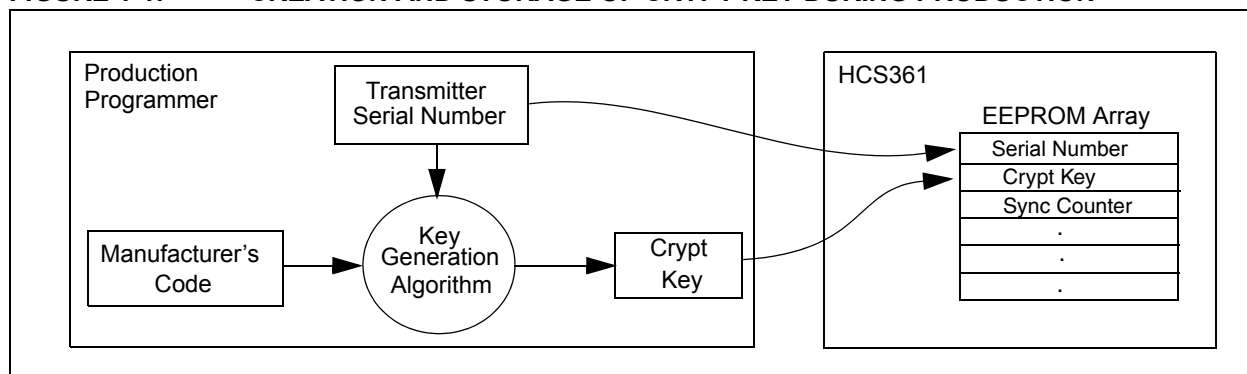 Production
Programmer
Transmitter
Serial Number
Manufacturer's
Code
Key
Generation
Algorithm
Crypt
Key
HCS361
EEPROM Array
Serial Number
Crypt Key
Sync Counter
.
.
.